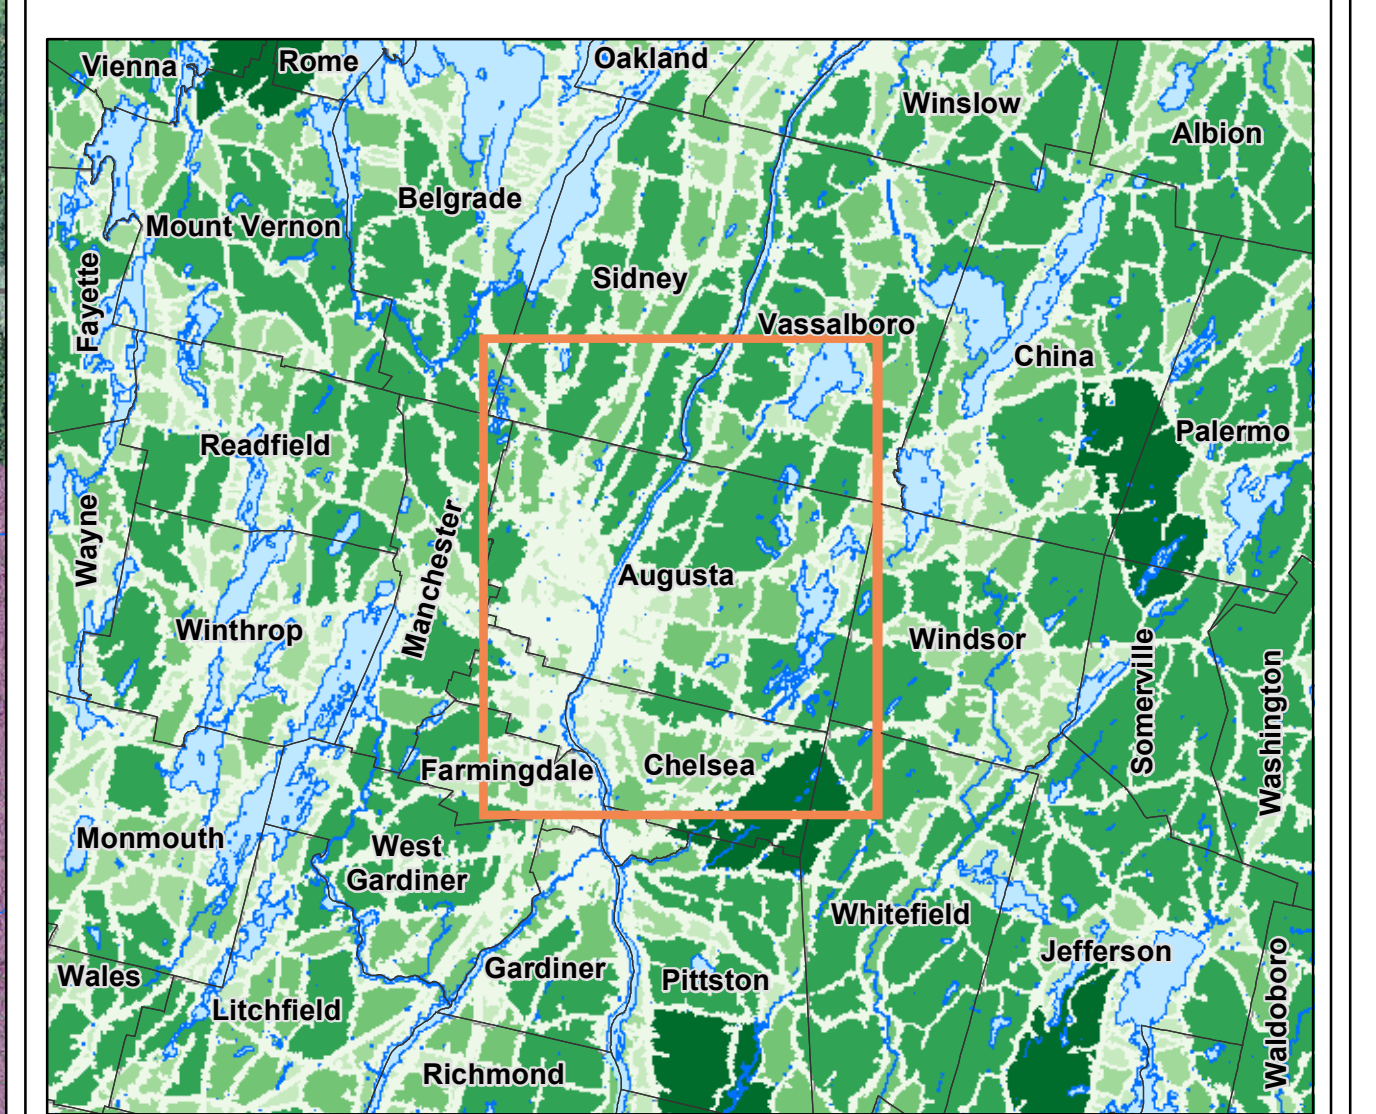 Vienna
Rome
Oakland
Winslow
Albion
Belgrade
Mount Vernon
Sidney
Fayette
Vassalboro
China
Readfield
Palermo
Wayne
Manchester
Augusta
Winthrop
Windsor
Somerville
Washington
Farmingdale
Chelsea
Monmouth
West
Gardiner
Whitefield
Jefferson
Wales
Gardiner
Pittston
Litchfield
Waldoboro
Richmond